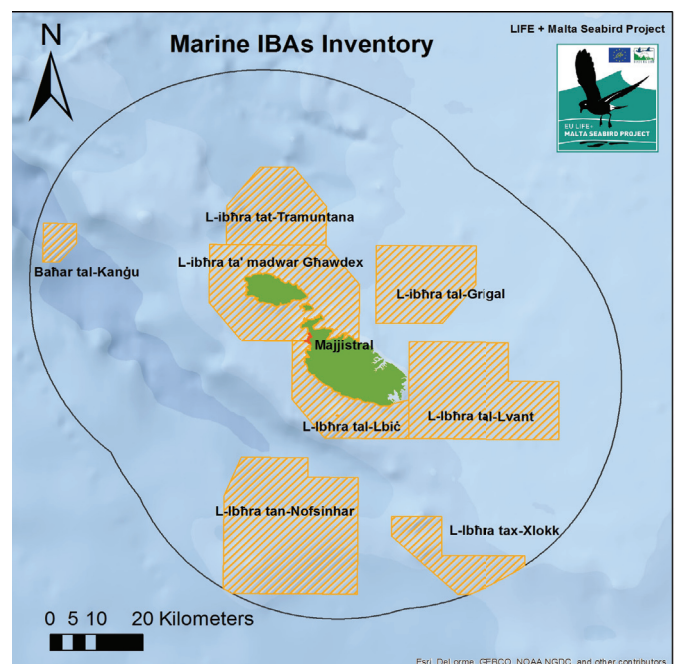 N
Marine IBAs Inventory
LIFE + Malta Seabird Project
EU LIFE+
MALTA SEABIRD PROJECT
L-ibħra tat-Tramuntana
L-ibħra ta' madwar Għawdex
Baħar tal-Kanġu
L-ibħra tal-Grigal
Majjistral
L-Ibħra tal-Lbiċ
L-Ibħra tal-Lvant
L-Ibħra tan-Nofsinhar
L-Ibħra tax-Xlokk
0 5 10 20 Kilometers
Esri, DeLorme, GEBCO, NOAA NGDC, and other contributors